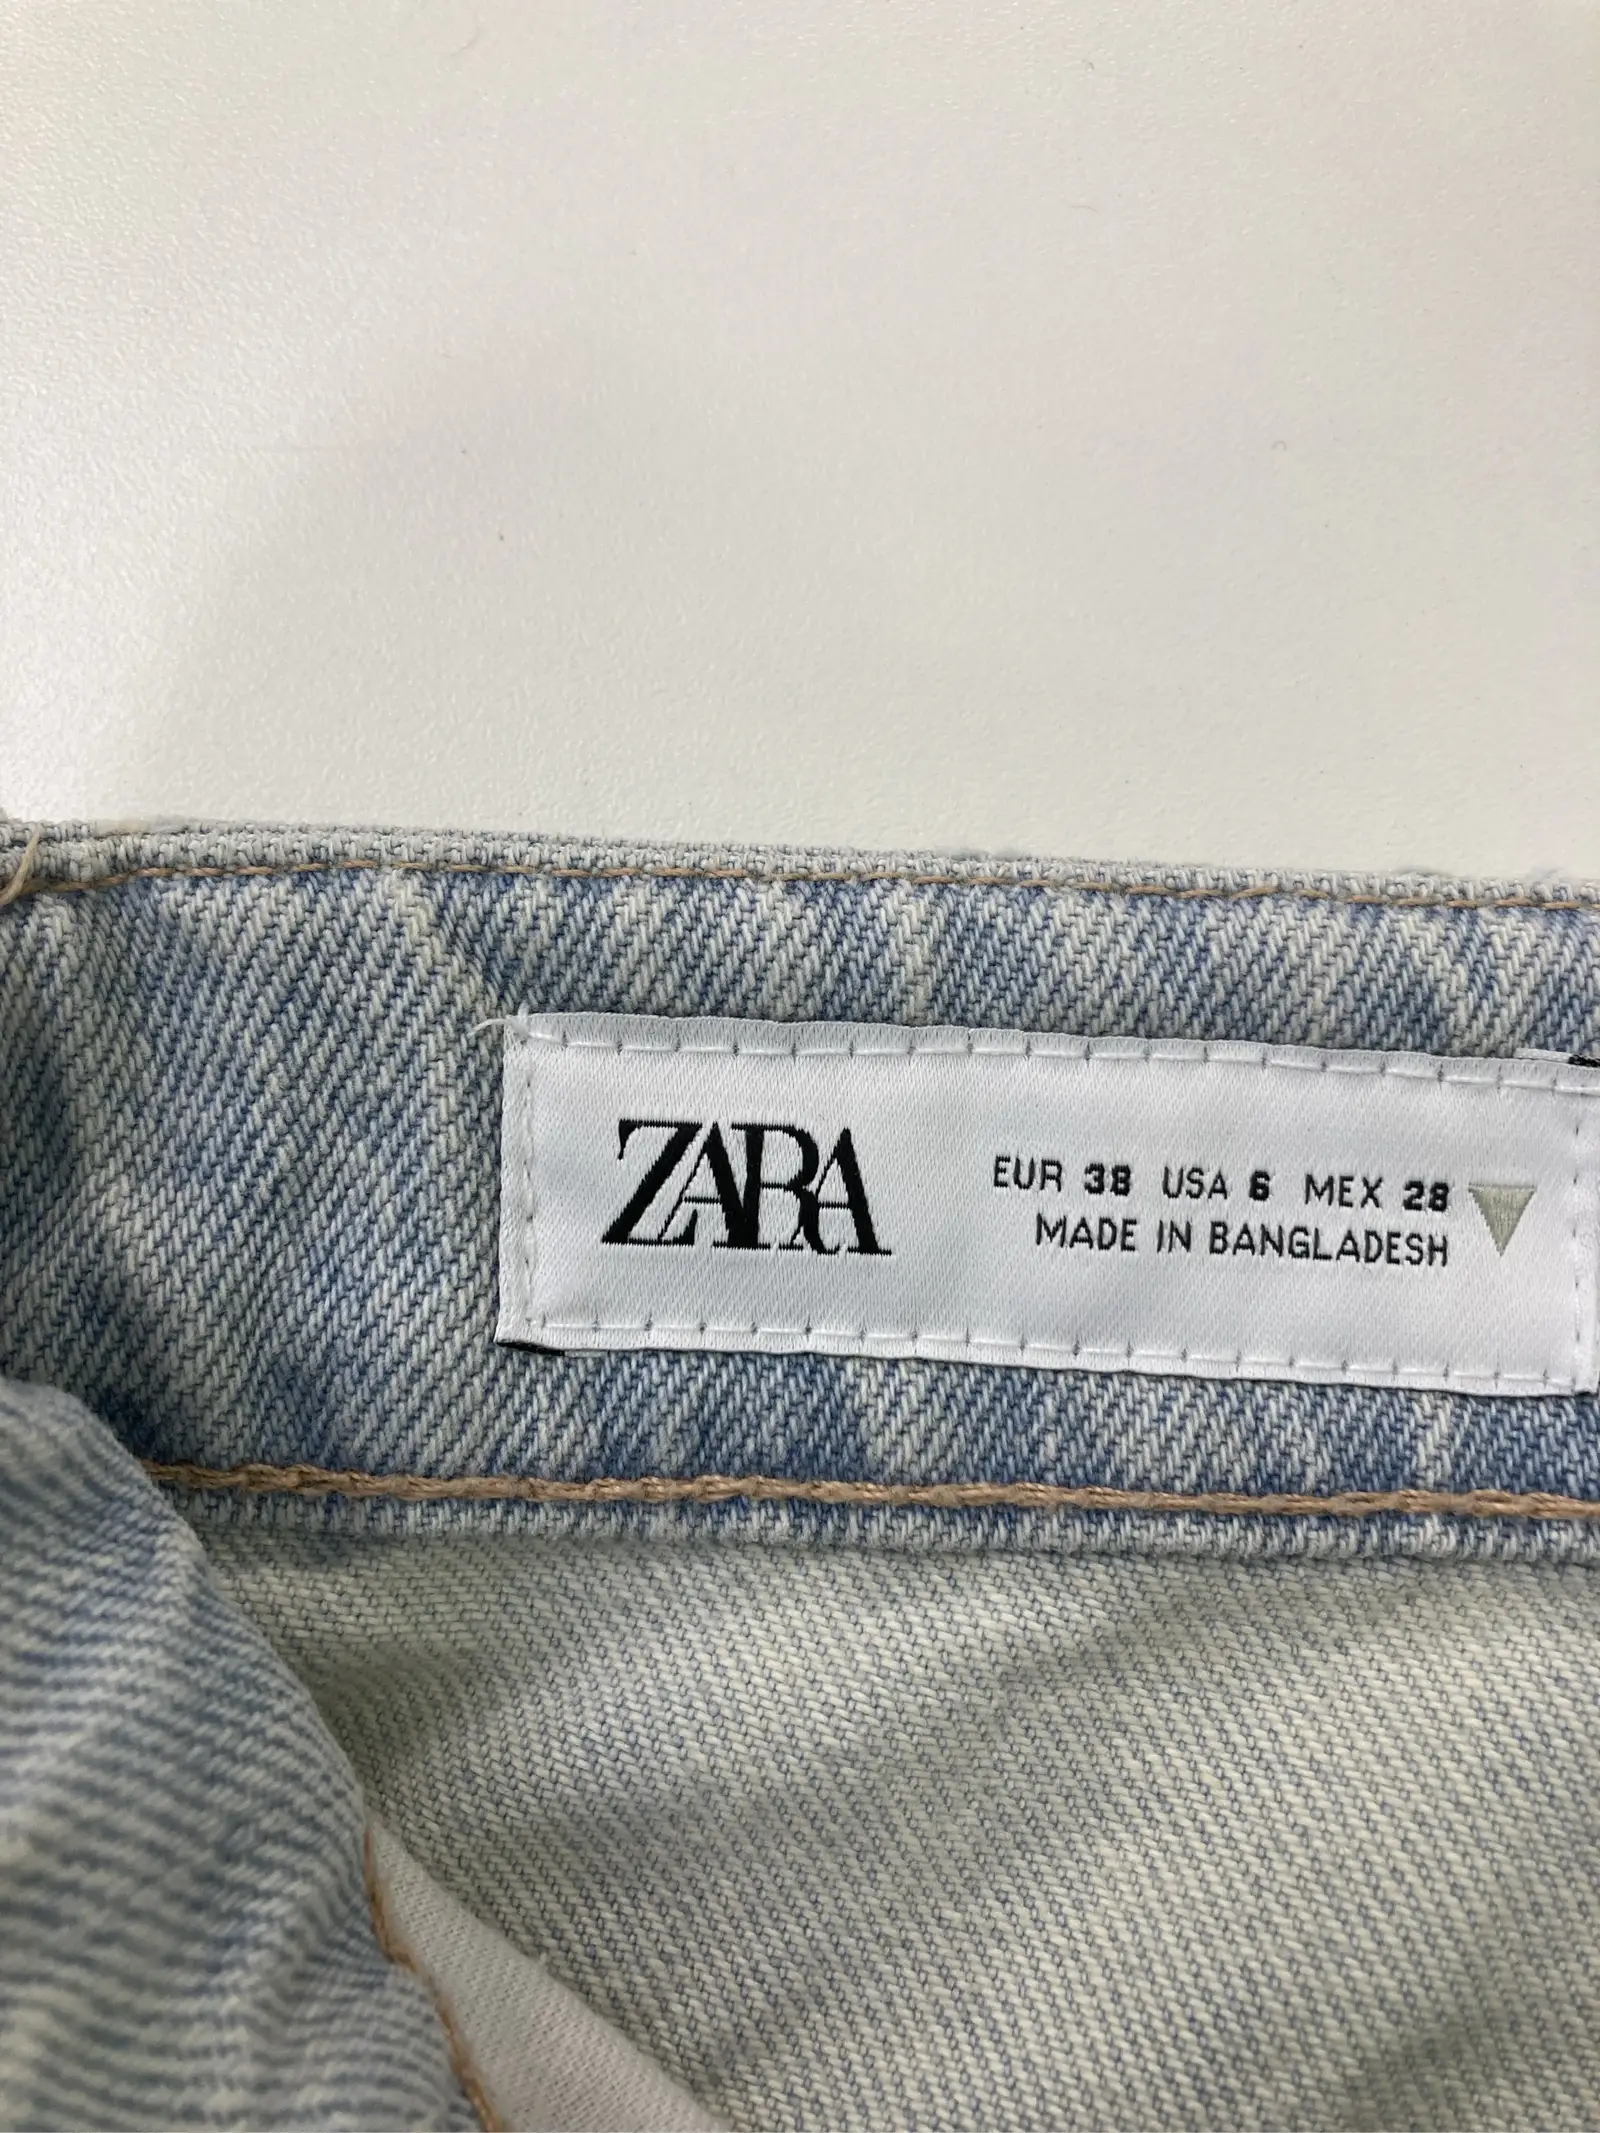 ZARA
EUR 38 USA 6 MEX 28
MADE IN BANGLADESH